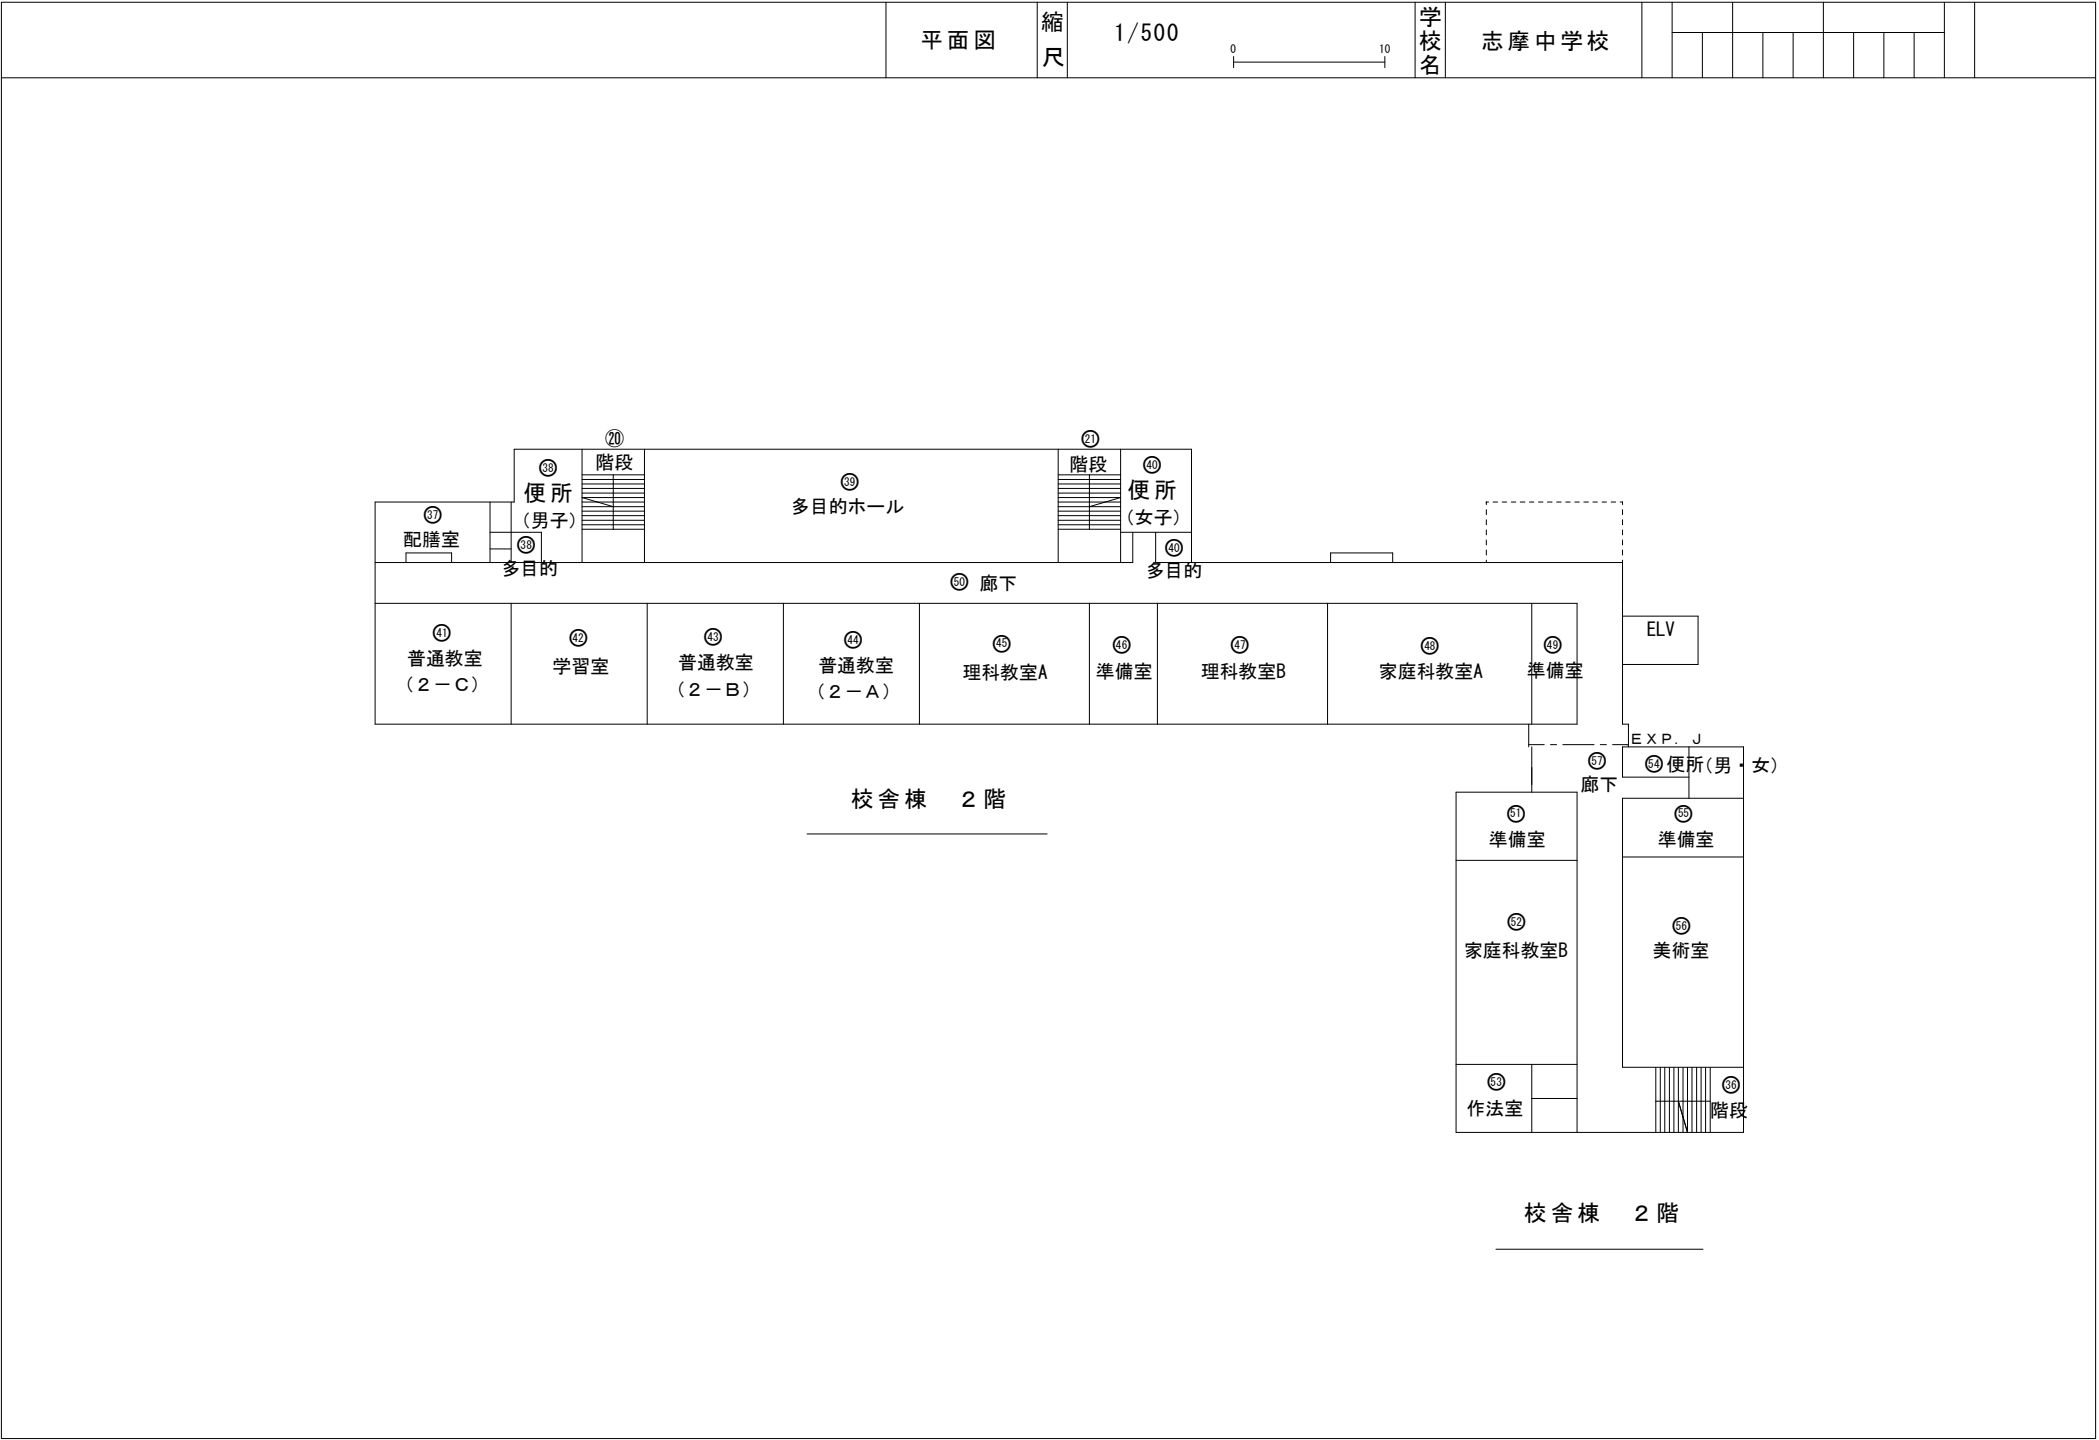 平面図
縮尺
1/500
0 10
学校名
志摩中学校
⑳
階段
㉑
階段
㊳
便所
(男子)
㊴
多目的ホール
㊵
便所
(女子)
㊲
配膳室
㊳
多目的
㊵
多目的
㊿ 廊下
㊶
普通教室
(2－C)
㊷
学習室
㊸
普通教室
(2－B)
㊹
普通教室
(2－A)
㊺
理科教室A
㊻
準備室
㊼
理科教室B
㊽
家庭科教室A
㊾
準備室
ELV
EXP. J
57
廊下
54 便所(男・女)
校舎棟 2階
51
準備室
55
準備室
52
家庭科教室B
56
美術室
53
作法室
㊱
階段
校舎棟 2階